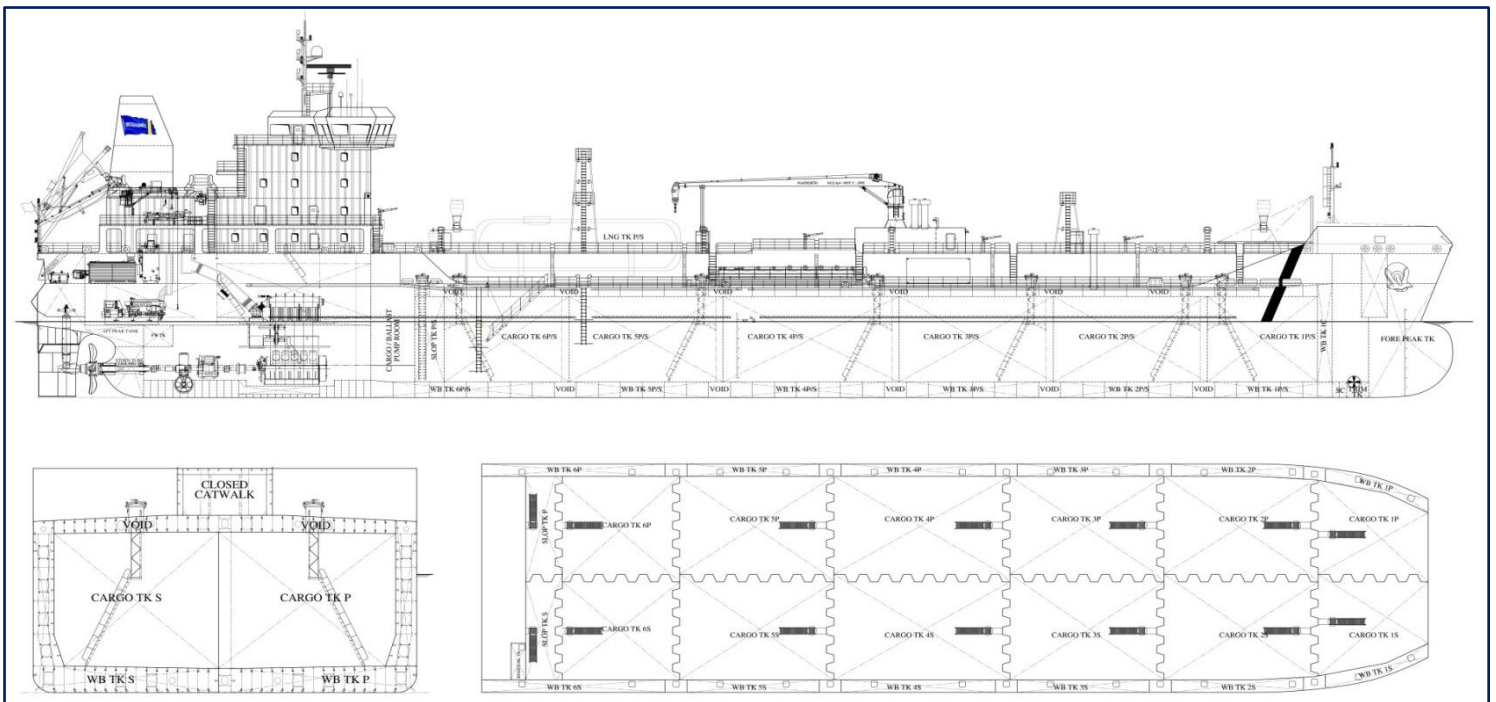 LNG TK P/S
VOID VOID VOID VOID VOID VOID
AFT PEAK TANK
FW TK
CARGO / BALLAST
PUMP ROOM
SLOP TK P/S
CARGO TK 6P/S CARGO TK 5P/S CARGO TK 4P/S CARGO TK 3P/S CARGO TK 2P/S CARGO TK 1P/S
FORE PEAK TK
WB TK 6P/S VOID WB TK 5P/S VOID WB TK 4P/S VOID WB TK 3P/S VOID WB TK 2P/S VOID WB TK 1P/S
CLOSED
CATWALK
VOID VOID
CARGO TK S CARGO TK P
WB TK S WB TK P
WB TK 6P WB TK 5P WB TK 4P WB TK 3P WB TK 2P WB TK 1P
SLOP TK P
CARGO TK 6P CARGO TK 5P CARGO TK 4P CARGO TK 3P CARGO TK 2P CARGO TK 1P
SLOP TK S
CARGO TK 6S CARGO TK 5S CARGO TK 4S CARGO TK 3S CARGO TK 2S CARGO TK 1S
WB TK 6S WB TK 5S WB TK 4S WB TK 3S WB TK 2S WB TK 1S